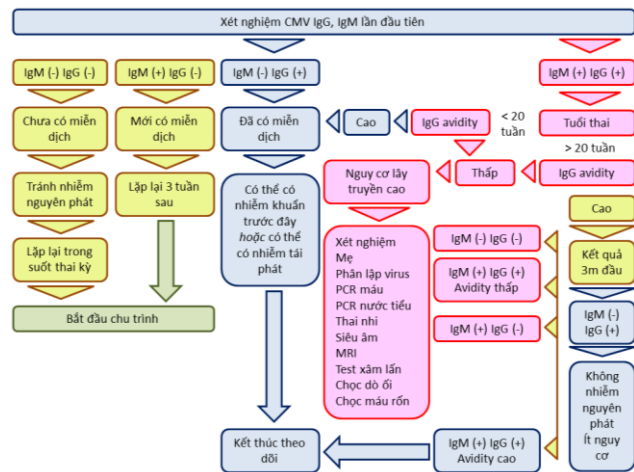 Xét nghiệm CMV IgG, IgM lần đầu tiên
IgM (-) IgG (-)
IgM (+) IgG (-)
IgM (-) IgG (+)
IgM (+) IgG (+)
Chưa có miễn
dịch
Mới có miễn
dịch
Đã có miễn
dịch
Cao
IgG avidity
< 20
tuần
Tuổi thai
> 20 tuần
Tránh nhiễm
nguyên phát
Lặp lại 3 tuần
sau
Có thể có
nhiễm khuẩn
trước đây
hoặc có thể
có nhiễm tái
phát
Nguy cơ lây
truyền cao
Thấp
IgG avidity
Lặp lại trong
suốt thai kỳ
Bắt đầu chu trình
Xét nghiệm
Mẹ
Phân lập virus
PCR máu
PCR nước tiểu
Thai nhi
Siêu âm
MRI
Test xâm lấn
Chọc dò ối
Chọc máu rốn
IgM (-) IgG (-)
IgM (+) IgG (+)
Avidity thấp
IgM (+) IgG (-)
Cao
Kết quả
3m đầu
IgM (-)
IgG (+)
Không
nhiễm
nguyên
phát
Ít nguy
cơ
Kết thúc theo
dõi
IgM (+) IgG (+)
Avidity cao